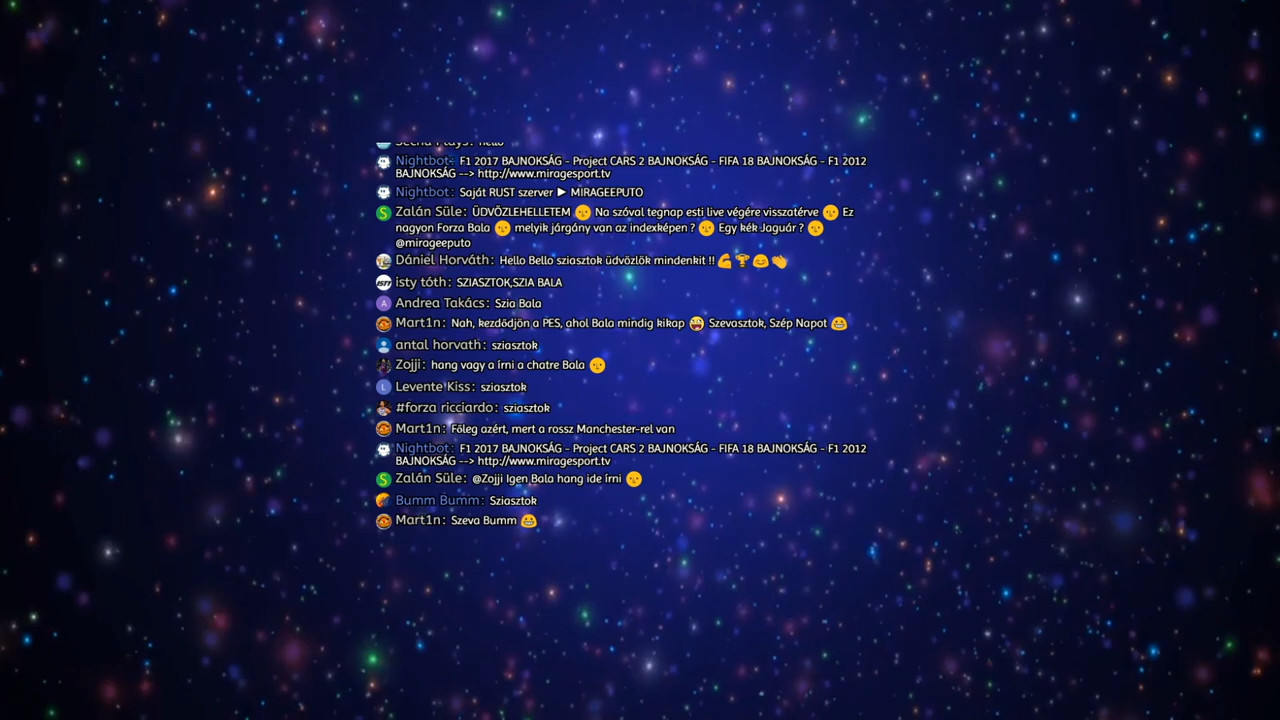 Nightbot: F1 2017 BAJNOKSÁG - Project CARS 2 BAJNOKSÁG - FIFA 18 BAJNOKSÁG - F1 2012
BAJNOKSÁG --> http://www.miragesport.tv
Nightbot: Saját RUST szerver ► MIRAGEEPUTO
Zalán Süle: ÜDVŐZLEHELLETEM 🌝 Na szóval tegnap esti live végére visszatérve 🌝 Ez
nagyon Forza Bala 🌝 melyik járgány van az indexképen ? 🌝 Egy kék Jaguár ? 🌝
@mirageeputo
Dániel Horváth: Hello Bello sziasztok üdvözlök mindenkit !! 💪 🏆 😊 👏
isty tóth: SZIASZTOK,SZIA BALA
A Andrea Takács: Szia Bala
Mart1n: Nah, kezdődjön a PES, ahol Bala mindig kikap 😜 Szevasztok, Szép Napot 😀
antal horvath: sziasztok
Zojji: hang vagy a írni a chatre Bala 🌝
L Levente Kiss: sziasztok
#forza ricciardo: sziasztok
Mart1n: Főleg azért, mert a rossz Manchester-rel van
Nightbot: F1 2017 BAJNOKSÁG - Project CARS 2 BAJNOKSÁG - FIFA 18 BAJNOKSÁG - F1 2012
BAJNOKSÁG --> http://www.miragesport.tv
Zalán Süle: @Zojji Igen Bala hang ide írni 🌝
Bumm Bumm: Sziasztok
Mart1n: Szeva Bumm 😀